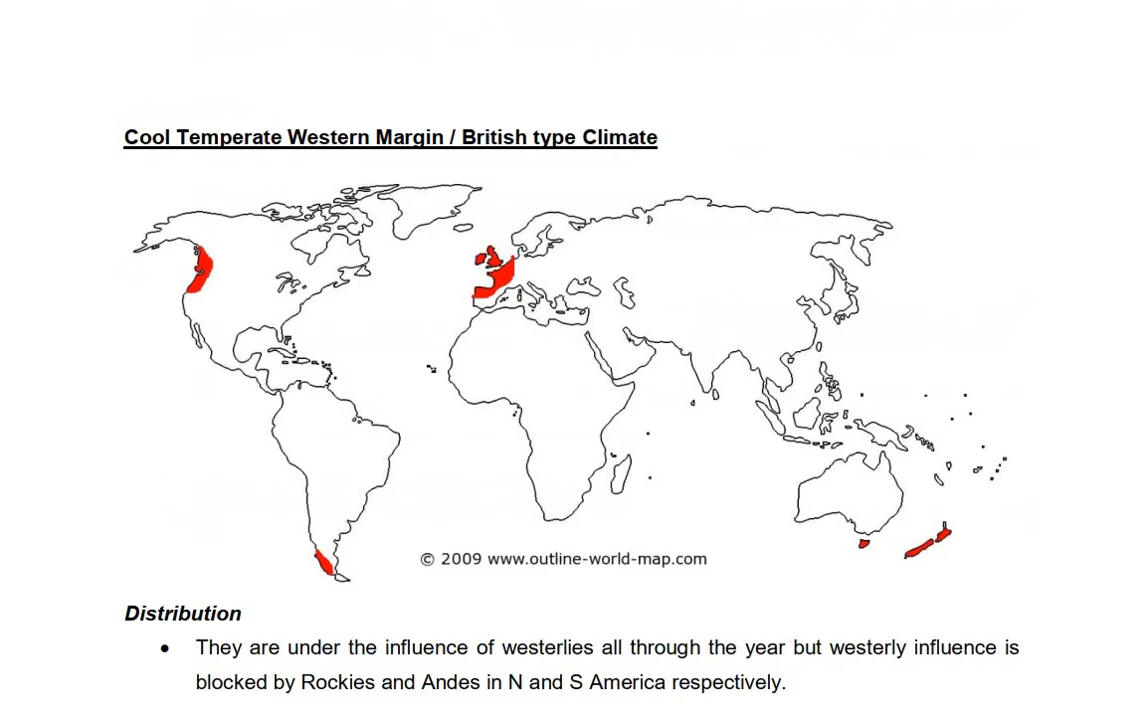 Cool Temperate Western Margin / British type Climate
© 2009 www.outline-world-map.com
Distribution
• They are under the influence of westerlies all through the year but westerly influence is
blocked by Rockies and Andes in N and S America respectively.